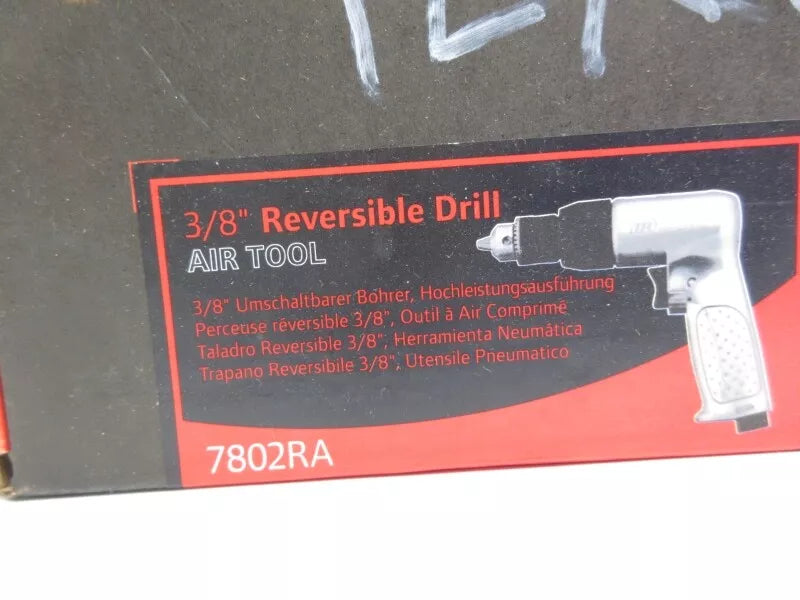 3/8" Reversible Drill
AIR TOOL
3/8" Umschaltbarer Bohrer, Hochleistungsausführung
Perceuse réversible 3/8", Outil à Air Comprimé
Taladro Reversible 3/8", Herramienta Neumática
Trapano Reversibile 3/8", Utensile Pneumatico
7802RA